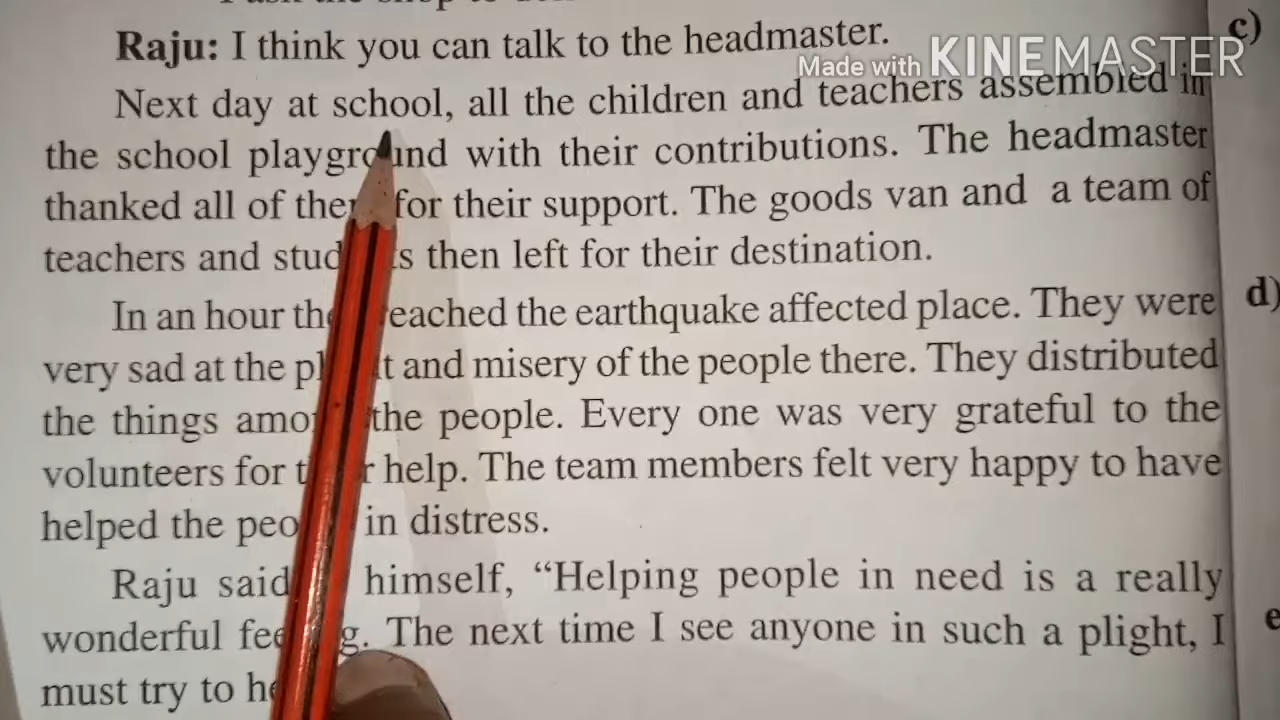 Raju: I think you can talk to the headmaster.
c)
Made with KINEMASTER
Next day at school, all the children and teachers assembled in
the school playground with their contributions. The headmaster
thanked all of them for their support. The goods van and a team of
teachers and students then left for their destination.
In an hour they reached the earthquake affected place. They were
d)
very sad at the plight and misery of the people there. They distributed
the things among the people. Every one was very grateful to the
volunteers for their help. The team members felt very happy to have
helped the people in distress.
Raju said himself, “Helping people in need is a really
wonderful feeling. The next time I see anyone in such a plight, I
e
must try to